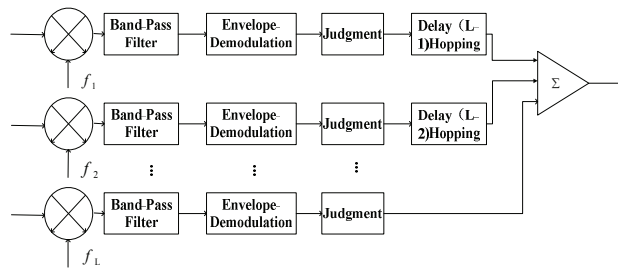 Band-Pass Filter
Envelope-Demodulation
Judgment
Delay（L-1)Hopping
f1
Σ
Band-Pass Filter
Envelope-Demodulation
Judgment
Delay（L-2)Hopping
f2
Band-Pass Filter
Envelope-Demodulation
Judgment
fL